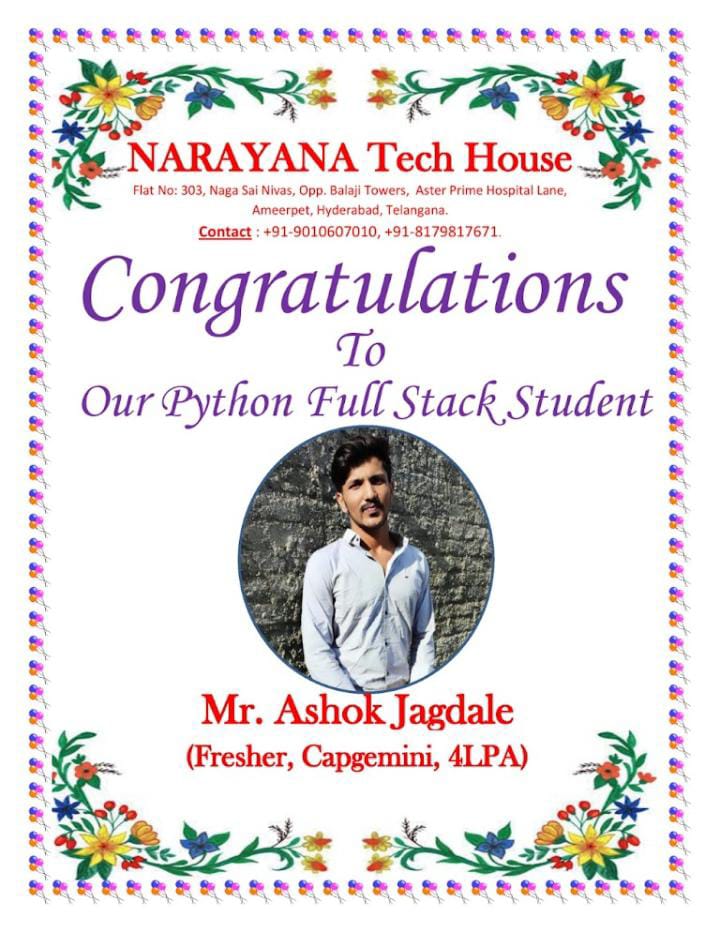 NARAYANA Tech House
Flat No: 303, Naga Sai Nivas, Opp. Balaji Towers, Aster Prime Hospital Lane,
Ameerpet, Hyderabad, Telangana.
Contact : +91-9010607010, +91-8179817671.
Congratulations
To
Our Python Full Stack Student
Mr. Ashok Jagdale
(Fresher, Capgemini, 4LPA)